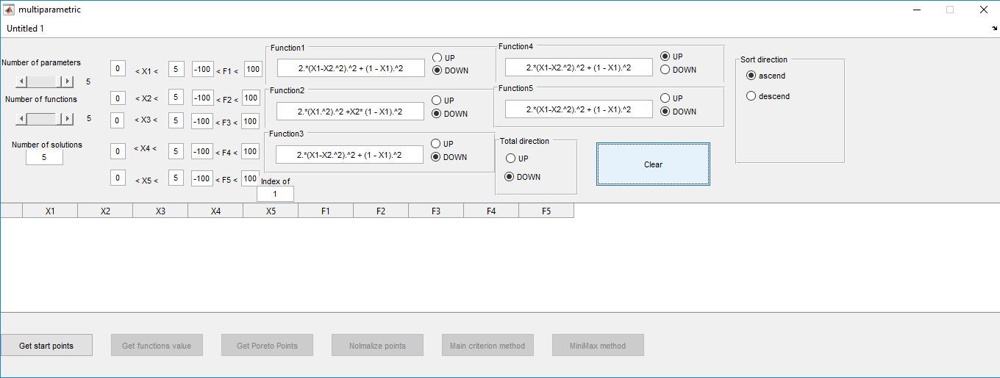 multiparametric
Untitled 1
Number of parameters
5
Number of functions
5
Number of solutions
5
0 < X1 < 5 -100 < F1 < 100
0 < X2 < 5 -100 < F2 < 100
0 < X3 < 5 -100 < F3 < 100
0 < X4 < 5 -100 < F4 < 100
0 < X5 < 5 -100 < F5 < 100
Index of
1
Function1
2.*(X1-X2.^2).^2 + (1 - X1).^2
UP
DOWN
Function2
2.*(X1.^2).^2 +X2* (1 - X1).^2
UP
DOWN
Function3
2.*(X1-X2.^2).^2 + (1 - X1).^2
UP
DOWN
Function4
2.*(X1-X2.^2).^2 + (1 - X1).^2
UP
DOWN
Function5
2.*(X1-X2.^2).^2 + (1 - X1).^2
UP
DOWN
Total direction
UP
DOWN
Clear
Sort direction
ascend
descend
X1 X2 X3 X4 X5 F1 F2 F3 F4 F5
Get start points Get functions value Get Poreto Points Nolmalize points Main criterion method MiniMax method